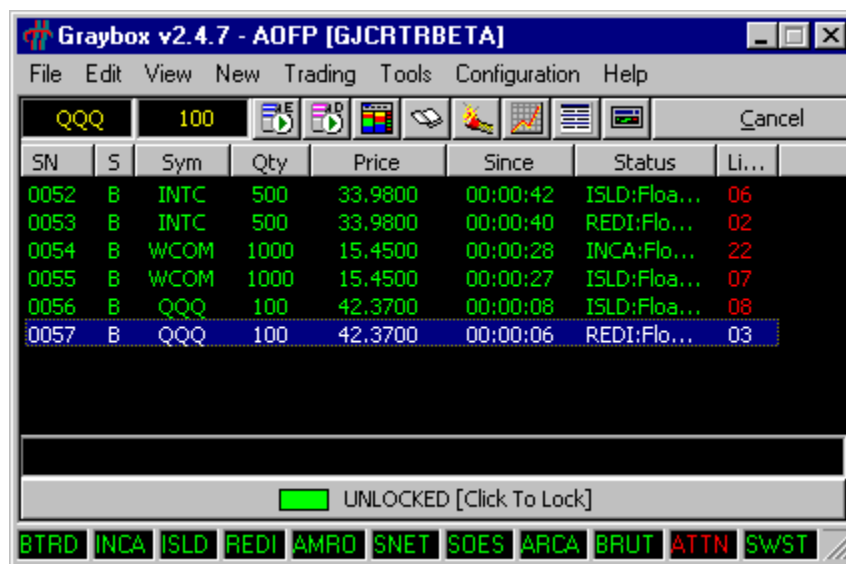 Graybox v2.4.7 - AOFP [GJCRTRBETA]
File Edit View New Trading Tools Configuration Help
QQQ 100 E D Cancel
SN S Sym Qty Price Since Status Li...
0052 B INTC 500 33.9800 00:00:42 ISLD:Floa... 06
0053 B INTC 500 33.9800 00:00:40 REDI:Flo... 02
0054 B WCOM 1000 15.4500 00:00:28 INCA:Flo... 22
0055 B WCOM 1000 15.4500 00:00:27 ISLD:Floa... 07
0056 B QQQ 100 42.3700 00:00:08 ISLD:Floa... 08
0057 B QQQ 100 42.3700 00:00:06 REDI:Flo... 03
UNLOCKED [Click To Lock]
BTRD INCA ISLD REDI AMRO SNET SOES ARCA BRUT ATTN SWST